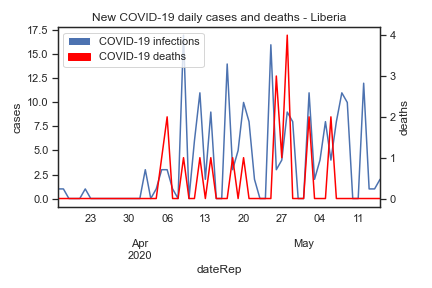 New COVID-19 daily cases and deaths - Liberia
COVID-19 infections
COVID-19 deaths
cases
17.5
15.0
12.5
10.0
7.5
5.0
2.5
0.0
deaths
4
3
2
1
0
23 30 06 13 20 27 04 11
Apr May
2020
dateRep